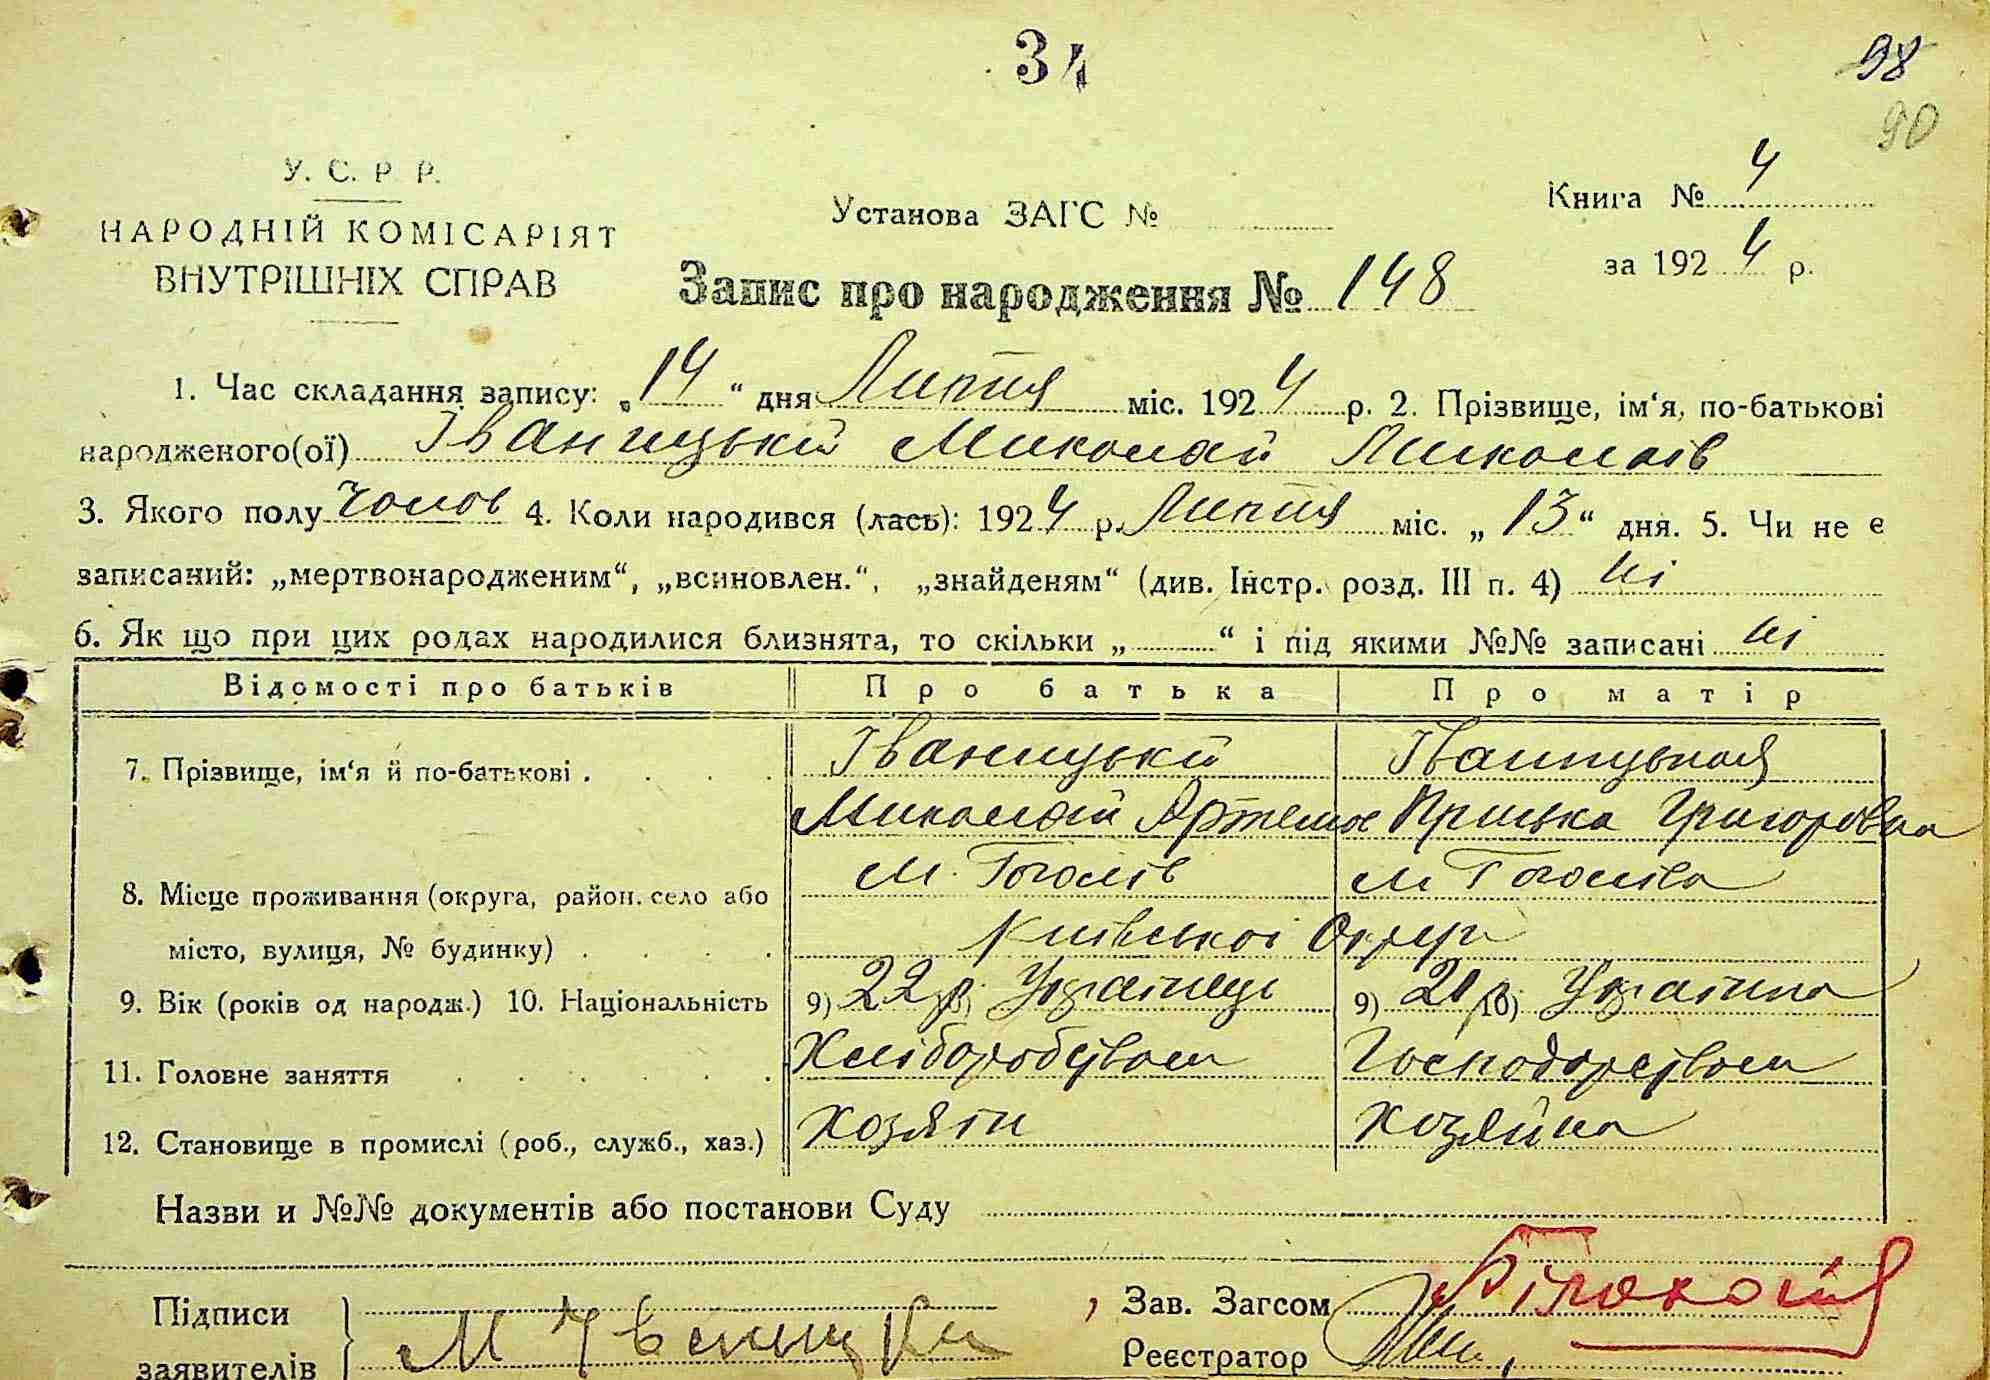 34
98
90
У. С. Р. Р.
НАРОДНІЙ КОМІСАРІЯТ
ВНУТРІШНІХ СПРАВ
Установа ЗАГС №
Книга № 4
за 1924 р.
Запис про народження № 148
1. Час складання запису: „14“ дня Липня міс. 1924 р. 2. Прізвище, ім‘я, по-батькові
народженого(ої) Іваницькій Миколай Миколаїв
3. Якого полу чолов 4. Коли народився (лась): 1924 р. Липня міс. „13“ дня. 5. Чи не є
записаний: „мертвонародженим“, „всиновлен.“, „знайденям“ (див. Інстр. розд. III п. 4) ні
6. Як що при цих родах народилися близнята, то скільки „ “ і під якими №№ записані ні
Відомості про батьків Про батька Про матір
7. Прізвище, ім‘я й по-батькові . . . . Іваницькій Іваницькая
Миколай Артемов Приська Григоровна
8. Місце проживання (округа, район. село або м. Гоголів м Гоголіва
місто, вулиця, № будинку) . . . . Київської Округи
9. Вік (років од народж.) 10. Національність 9) 22 р. Українець 9) 21 р 10) Українка
11. Головне заняття . . . . . . Хліборобством Господарством
12. Становище в промислі (роб., служб., хаз.) хозяїн хозяйка
Назви и №№ документів або постанови Суду
Підписи
заявителів
Зав. Загсом
Реєстратор